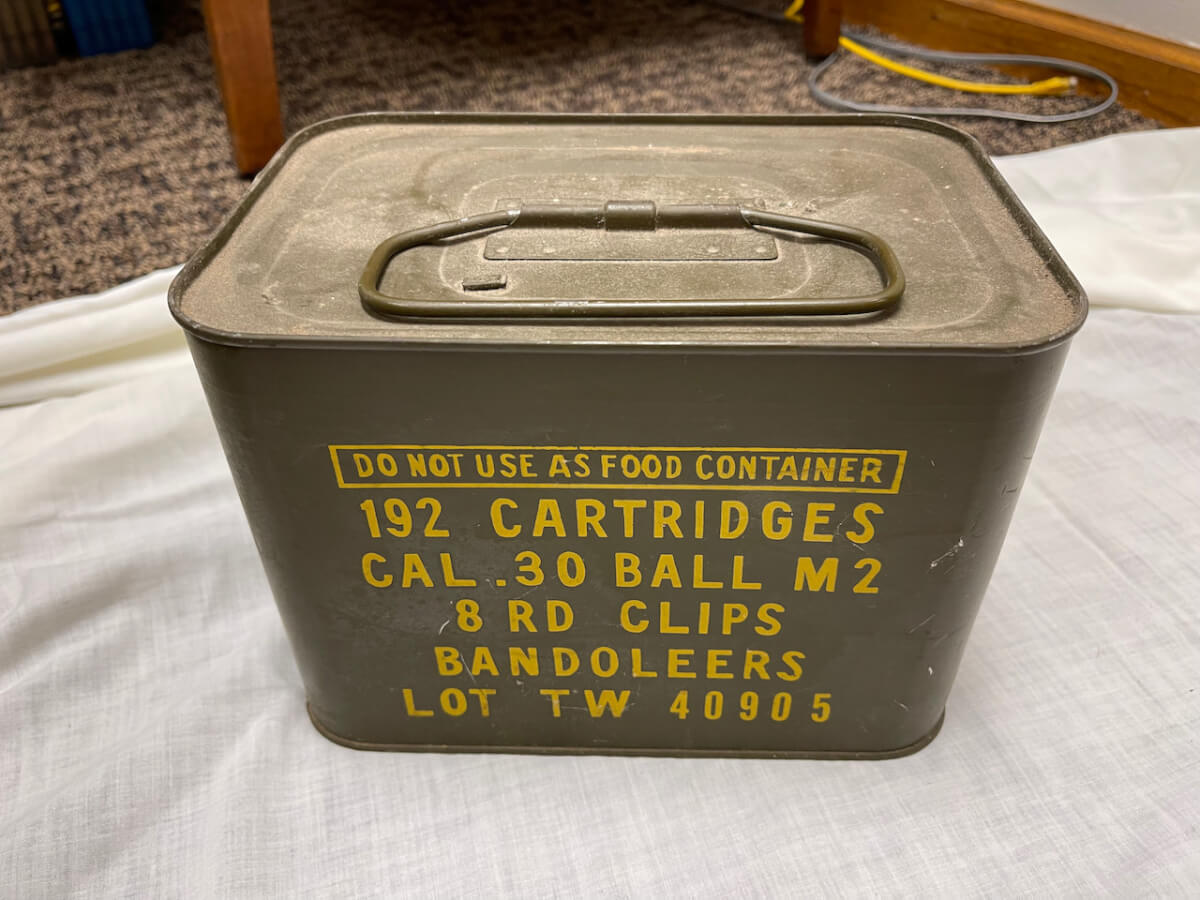 DO NOT USE AS FOOD CONTAINER
192 CARTRIDGES
CAL .30 BALL M2
8 RD CLIPS
BANDOLEERS
LOT TW 40905